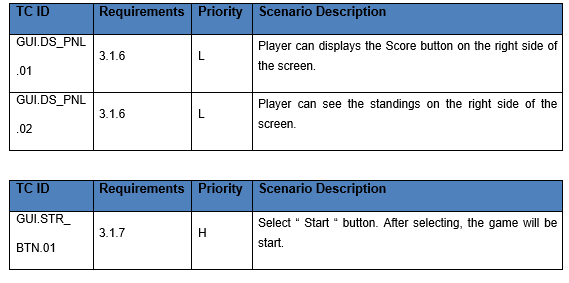 TC ID Requirements Priority Scenario Description
GUI.DS_PNL
.01
3.1.6
L
Player can displays the Score button on the right side of
the screen.
GUI.DS_PNL
.02
3.1.6
L
Player can see the standings on the right side of the
screen.
TC ID Requirements Priority Scenario Description
GUI.STR_
BTN.01
3.1.7
H
Select “ Start “ button. After selecting, the game will be
start.